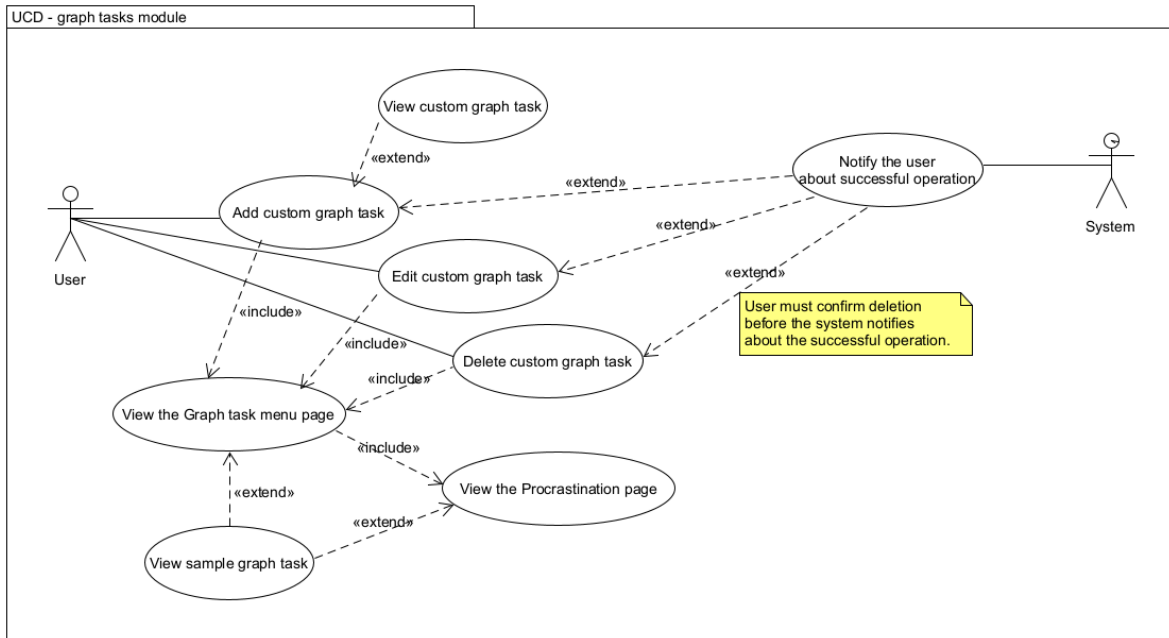 UCD - graph tasks module
View custom graph task
«extend»
Notify the user
about successful operation
«extend»
Add custom graph task
System
User
«extend»
Edit custom graph task
«extend»
User must confirm deletion
before the system notifies
about the successful operation.
«include»
«include»
Delete custom graph task
«include»
View the Graph task menu page
«include»
View the Procrastination page
«extend»
«extend»
View sample graph task